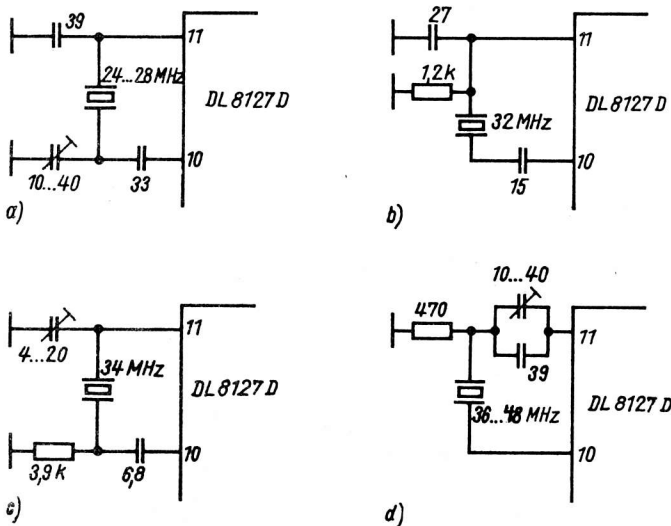 39
11
24...28 MHz
DL 8127 D
10
10...40
33
a)
27
11
1,2k
DL 8127 D
32 MHz
10
15
b)
11
4...20
34 MHz
DL 8127 D
10
3,9k
6,8
c)
10...40
470
11
39
36...48 MHz
DL 8127 D
10
d)